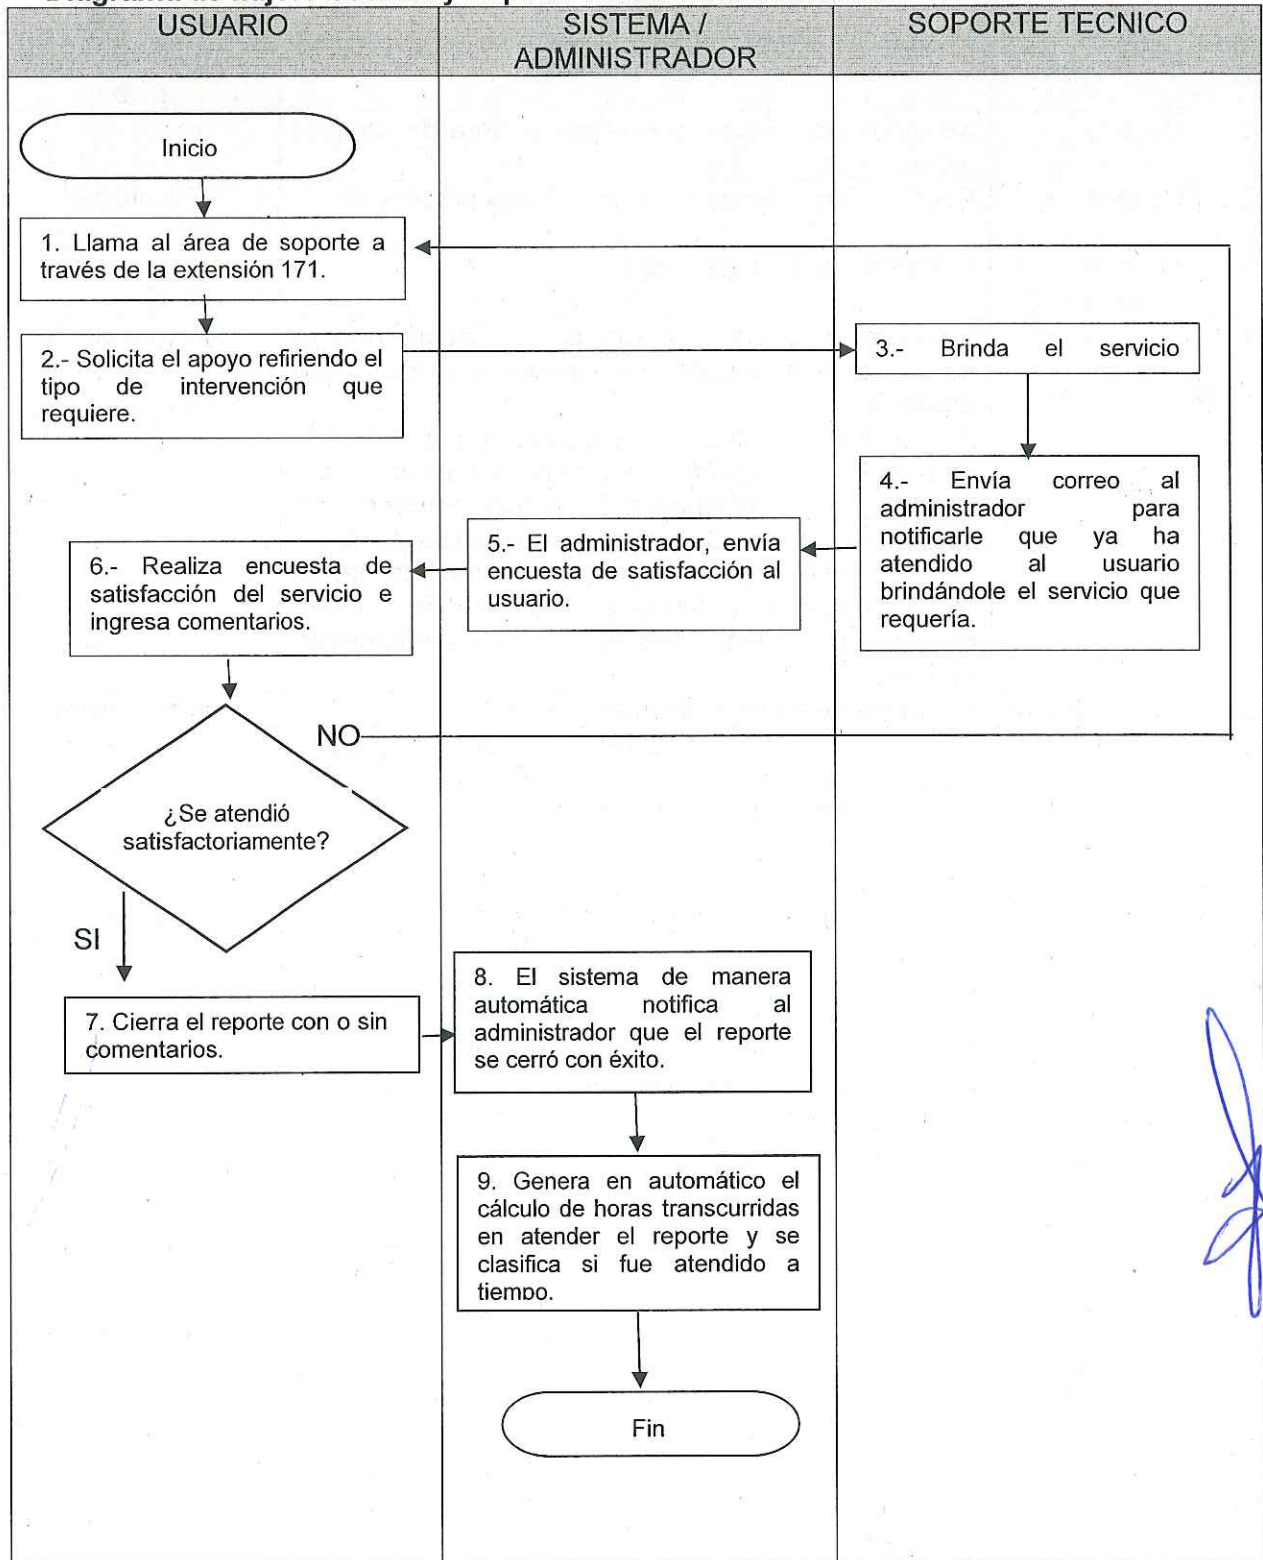 USUARIO
SISTEMA /
ADMINISTRADOR
SOPORTE TECNICO
Inicio
1. Llama al área de soporte a
través de la extensión 171.
2.- Solicita el apoyo refiriendo el
tipo de intervención que
requiere.
3.- Brinda el servicio
4.- Envía correo al
administrador para
notificarle que ya ha
atendido al usuario
brindándole el servicio que
requería.
5.- El administrador, envía
encuesta de satisfacción al
usuario.
6.- Realiza encuesta de
satisfacción del servicio e
ingresa comentarios.
NO
¿Se atendió
satisfactoriamente?
SI
7. Cierra el reporte con o sin
comentarios.
8. El sistema de manera
automática notifica al
administrador que el reporte
se cerró con éxito.
9. Genera en automático el
cálculo de horas transcurridas
en atender el reporte y se
clasifica si fue atendido a
tiempo.
Fin